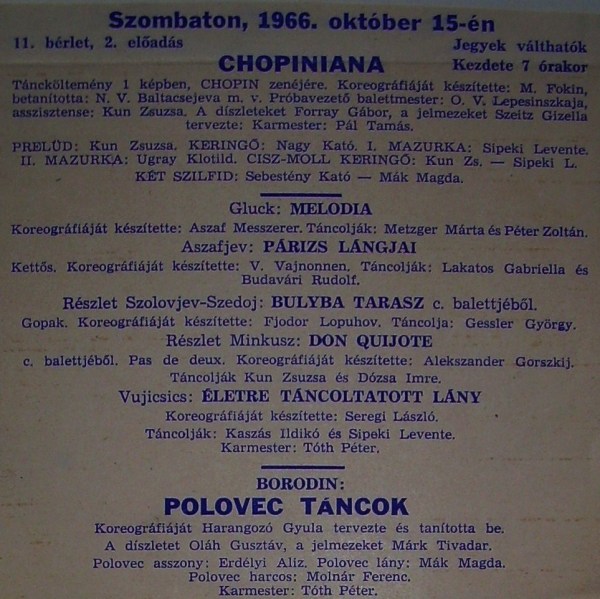 Szombaton, 1966. október 15-én
11. bérlet, 2. előadás
Jegyek válthatók
CHOPINIANA
Kezdete 7 órakor
Táncköltemény 1 képben, CHOPIN zenéjére. Koreográfiáját készítette: M. Fokin,
betanította: N. V. Baltacsejeva m. v. Próbavezető balettmester: O. V. Lepesinszkaja,
asszisztense: Kun Zsuzsa. A díszleteket Forray Gábor, a jelmezeket Szeitz Gizella
tervezte: Karmester: Pál Tamás.
PRELÜD: Kun Zsuzsa. KERINGŐ: Nagy Kató. I. MAZURKA: Sipeki Levente.
II. MAZURKA: Ugray Klotild. CISZ-MOLL KERINGŐ: Kun Zs, — Sipeki L.
KÉT SZILFID: Sebestény Kató — Mák Magda.
Gluck: MELODIA
Koreográfiáját készítette: Aszaf Messzerer. Táncolják: Metzger Márta és Péter Zoltán.
Aszafjev: PÁRIZS LÁNGJAI
Kettős. Koreográfiáját készítette: V. Vajnonnen. Táncolják: Lakatos Gabriella és
Budavári Rudolf.
Részlet Szolovjev-Szedoj: BULYBA TARASZ c. balettjéből.
Gopak. Koreográfiáját készítette: Fjodor Lopuhov. Táncolja: Gessler György.
Részlet Minkusz: DON QUIJOTE
c. balettjéből. Pas de deux. Koreográfiáját készítette: Alekszander Gorszkij.
Táncolják Kun Zsuzsa és Dózsa Imre.
Vujicsics: ÉLETRE TÁNCOLTATOTT LÁNY
Koreográfiáját készítette: Seregi László.
Táncolják: Kaszás Ildikó és Sipeki Levente.
Karmester: Tóth Péter,
BORODIN:
POLOVEC TÁNCOK
Koreográfiáját Harangozó Gyula tervezte és tanította be.
A díszletet Oláh Gusztáv, a jelmezeket Márk Tivadar.
Polovec asszony: Erdélyi Aliz. Polovec lány: Mák Magda.
Polovec harcos: Molnár Ferenc.
Karmester: Tóth Péter.